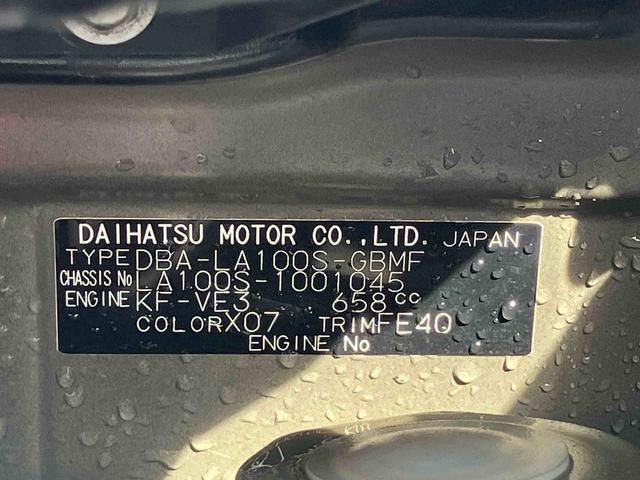 DAIHATSU MOTOR CO.,LTD. JAPAN
TYPE DBA-LA100S-GBMF
CHASSIS No LA100S-1001045
ENGINE KF-VE3 658cc
COLOR X07 TRIM FE40
ENGINE No